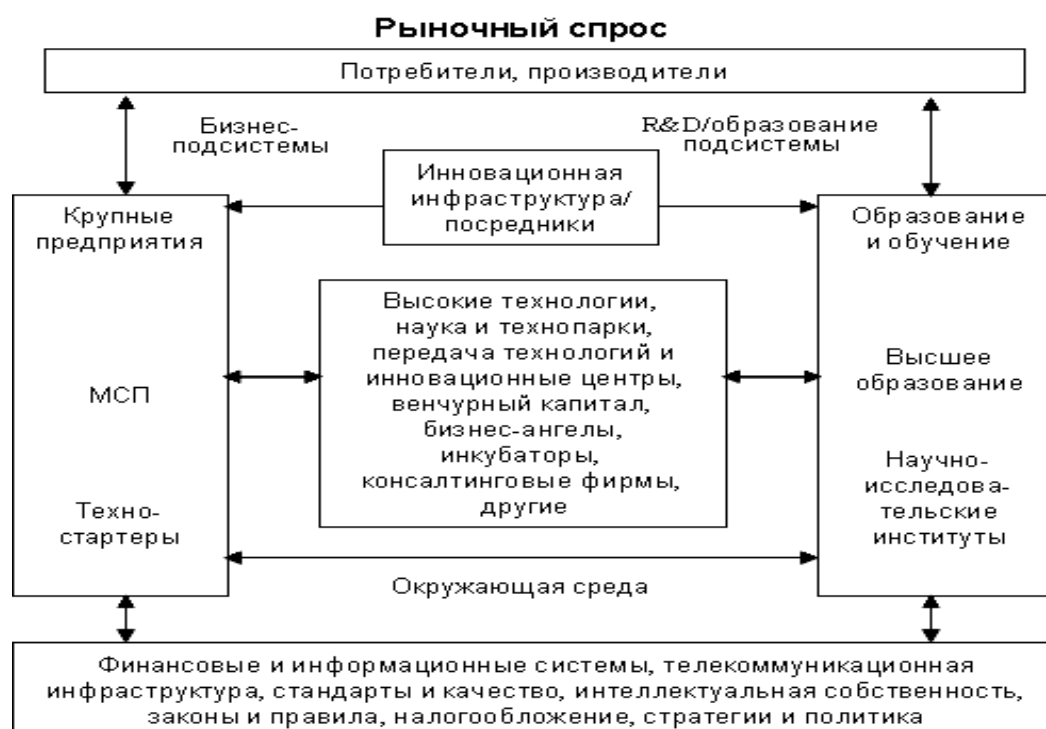 Рыночный спрос
Потребители, производители
Бизнес-
подсистемы
R&D/образование
подсистемы
Инновационная
инфраструктура/
посредники
Крупные
предприятия
МСП
Техно-
стартеры
Высокие технологии,
наука и технопарки,
передача технологий и
инновационные центры,
венчурный капитал,
бизнес-ангелы,
инкубаторы,
консалтинговые фирмы,
другие
Образование
и обучение
Высшее
образование
Научно-
исследова-
тельские
институты
Окружающая среда
Финансовые и информационные системы, телекоммуникационная
инфраструктура, стандарты и качество, интеллектуальная собственность,
законы и правила, налогообложение, стратегии и политика